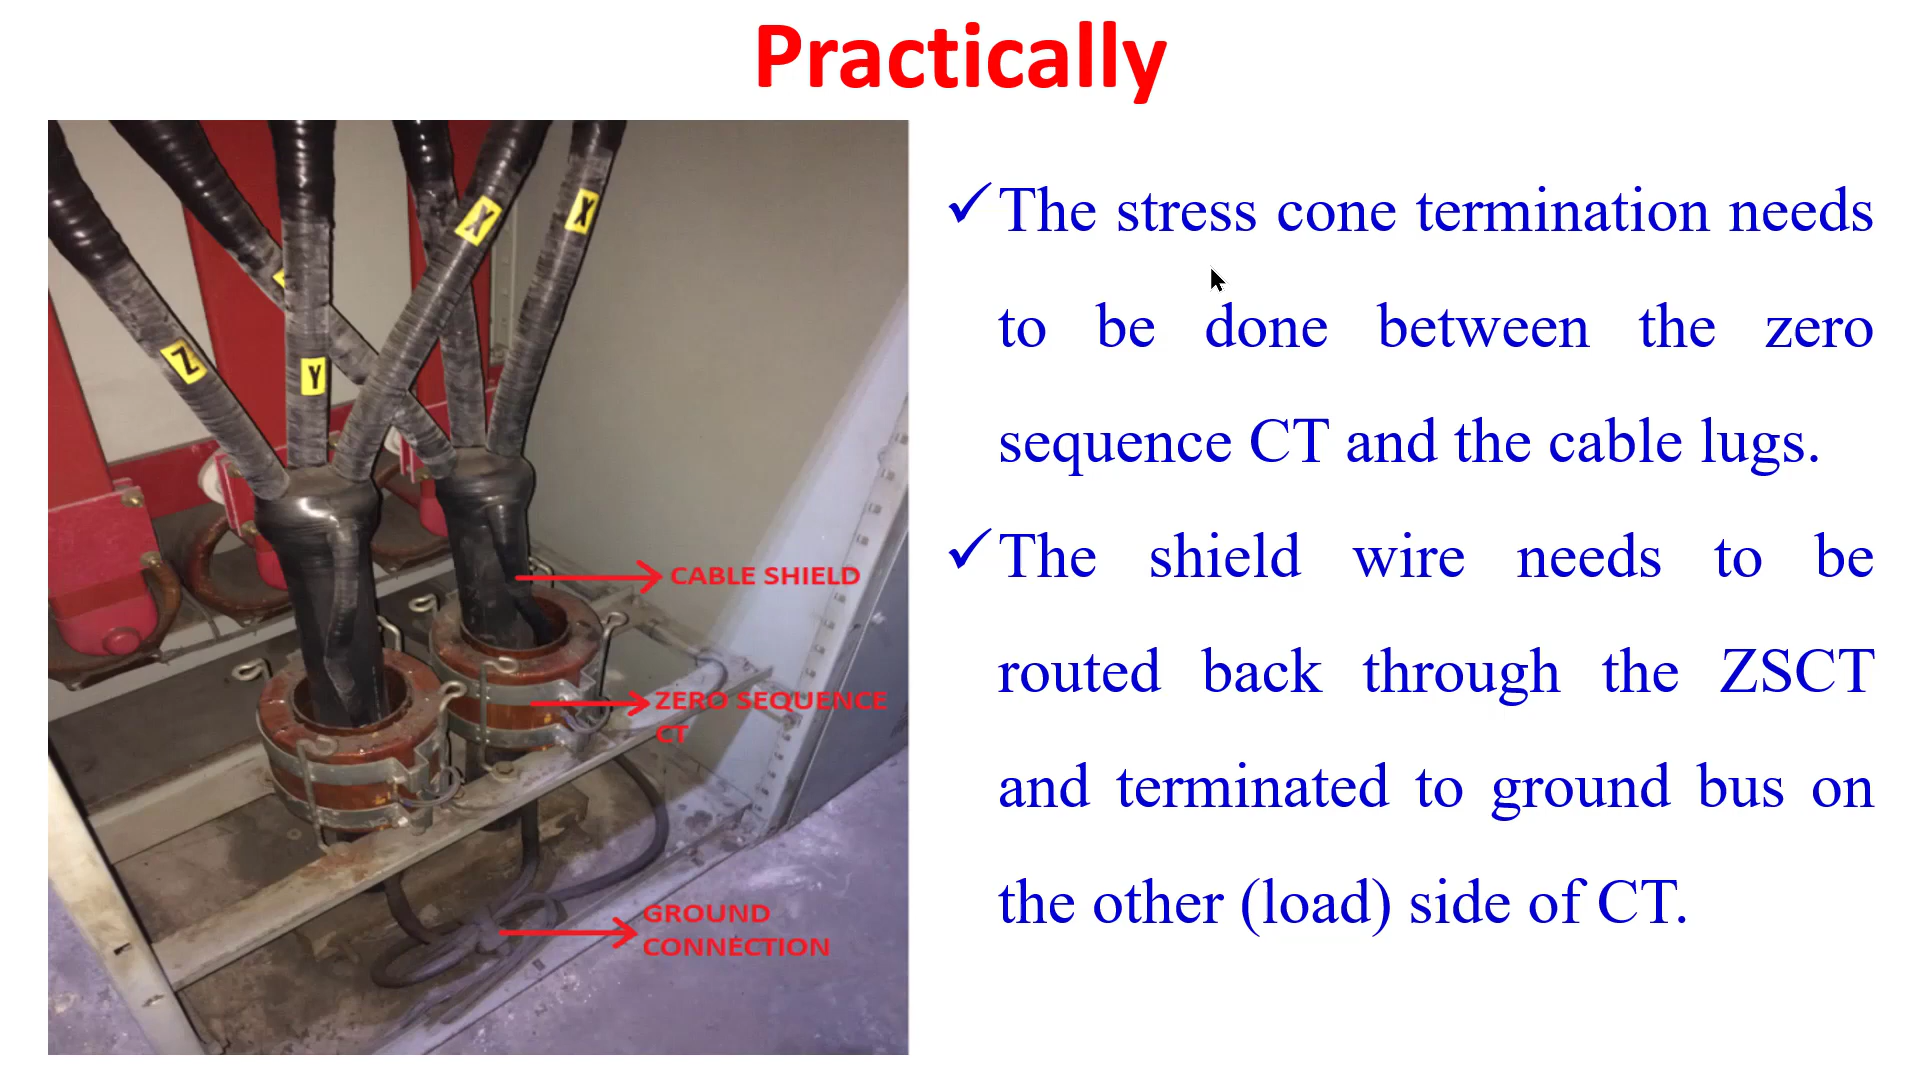 Practically
✓ The stress cone termination needs
to be done between the zero
sequence CT and the cable lugs.
✓ The shield wire needs to be
routed back through the ZSCT
and terminated to ground bus on
the other (load) side of CT.
X
X
Z
Y
CABLE SHIELD
ZERO SEQUENCE
CT
GROUND
CONNECTION